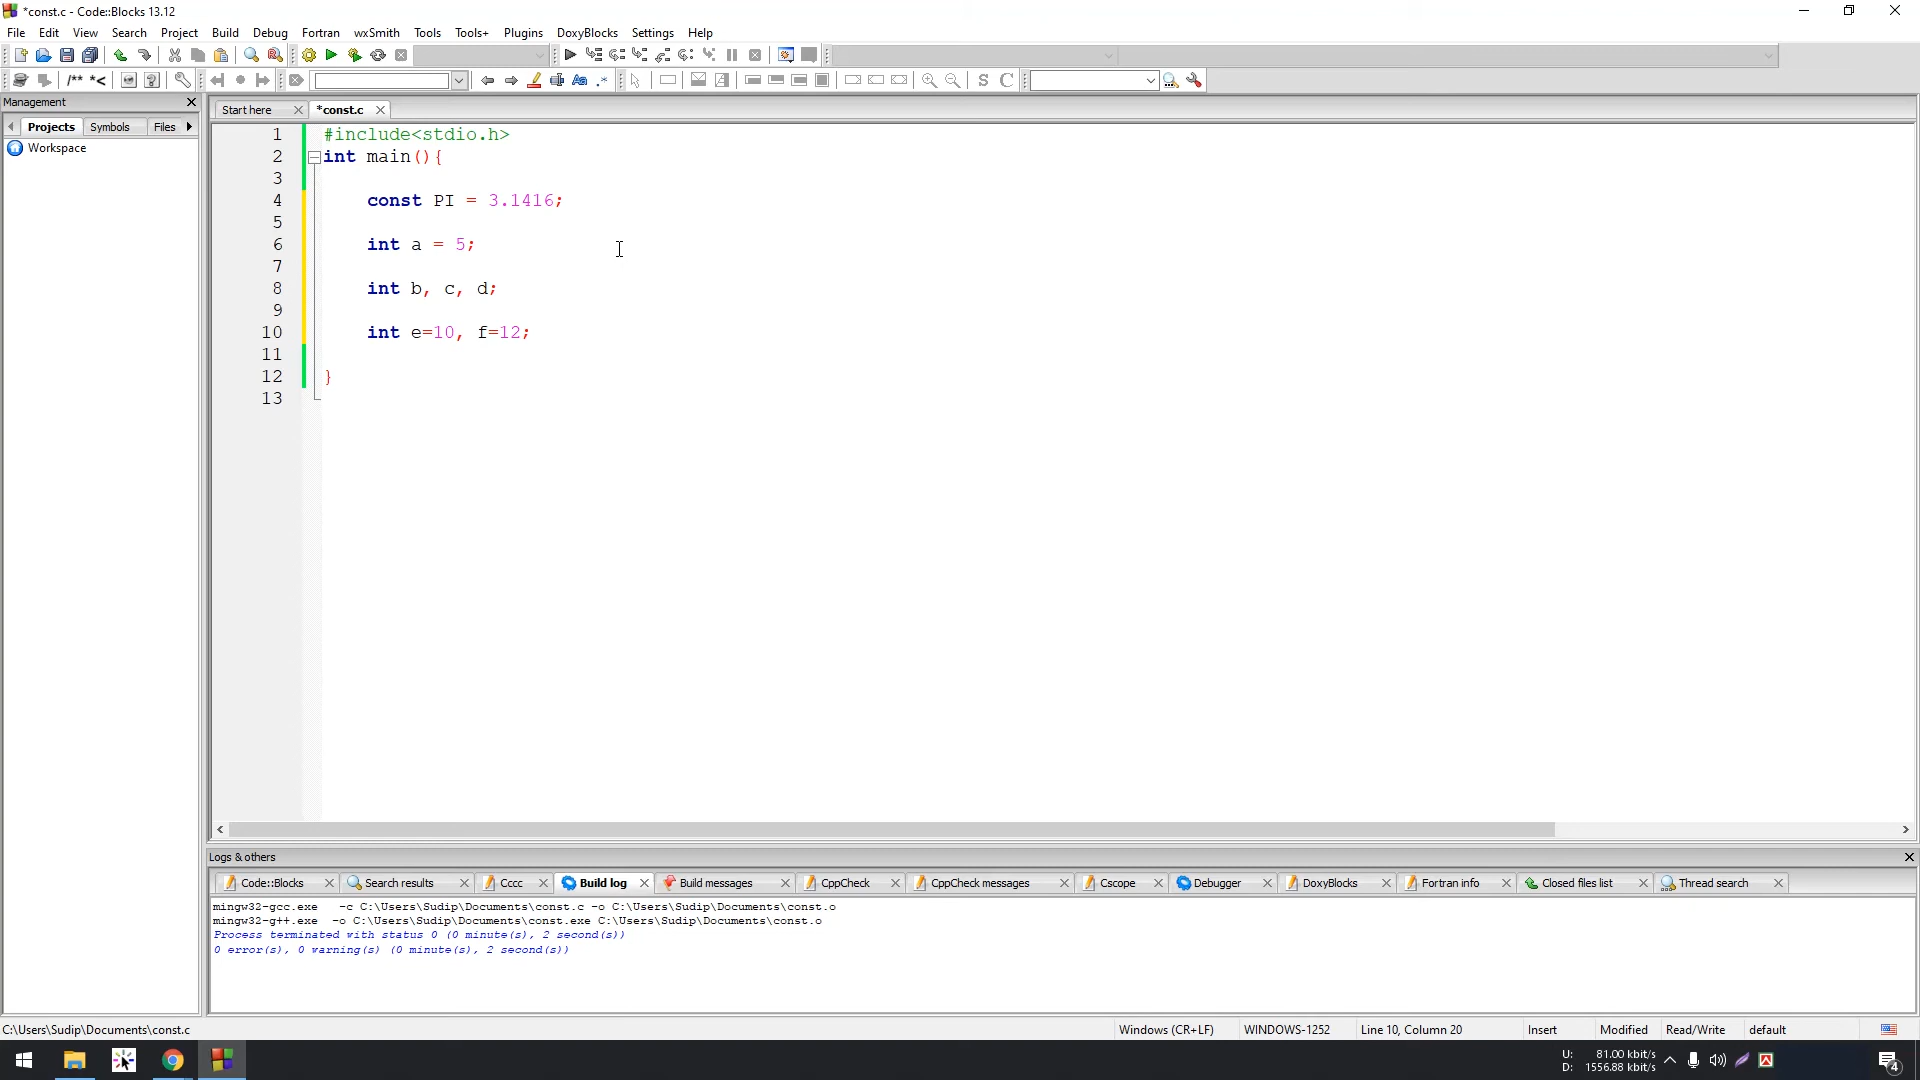 *const.c - Code::Blocks 13.12
File Edit View Search Project Build Debug Fortran wxSmith Tools Tools+ Plugins DoxyBlocks Settings Help
/** *<
S C
Management
Projects Symbols Files
Workspace
Start here *const.c
1 #include<stdio.h>
2 int main(){
3
4 const PI = 3.1416;
5
6 int a = 5;
7
8 int b, c, d;
9
10 int e=10, f=12;
11
12 }
13
Logs & others
Code::Blocks Search results Cccc Build log Build messages CppCheck CppCheck messages Cscope Debugger DoxyBlocks Fortran info Closed files list Thread search
mingw32-gcc.exe -c C:\Users\Sudip\Documents\const.c -o C:\Users\Sudip\Documents\const.o
mingw32-g++.exe -o C:\Users\Sudip\Documents\const.exe C:\Users\Sudip\Documents\const.o
Process terminated with status 0 (0 minute(s), 2 second(s))
0 error(s), 0 warning(s) (0 minute(s), 2 second(s))
C:\Users\Sudip\Documents\const.c Windows (CR+LF) WINDOWS-1252 Line 10, Column 20 Insert Modified Read/Write default
U: 81.00 kbit/s
D: 1556.88 kbit/s
4